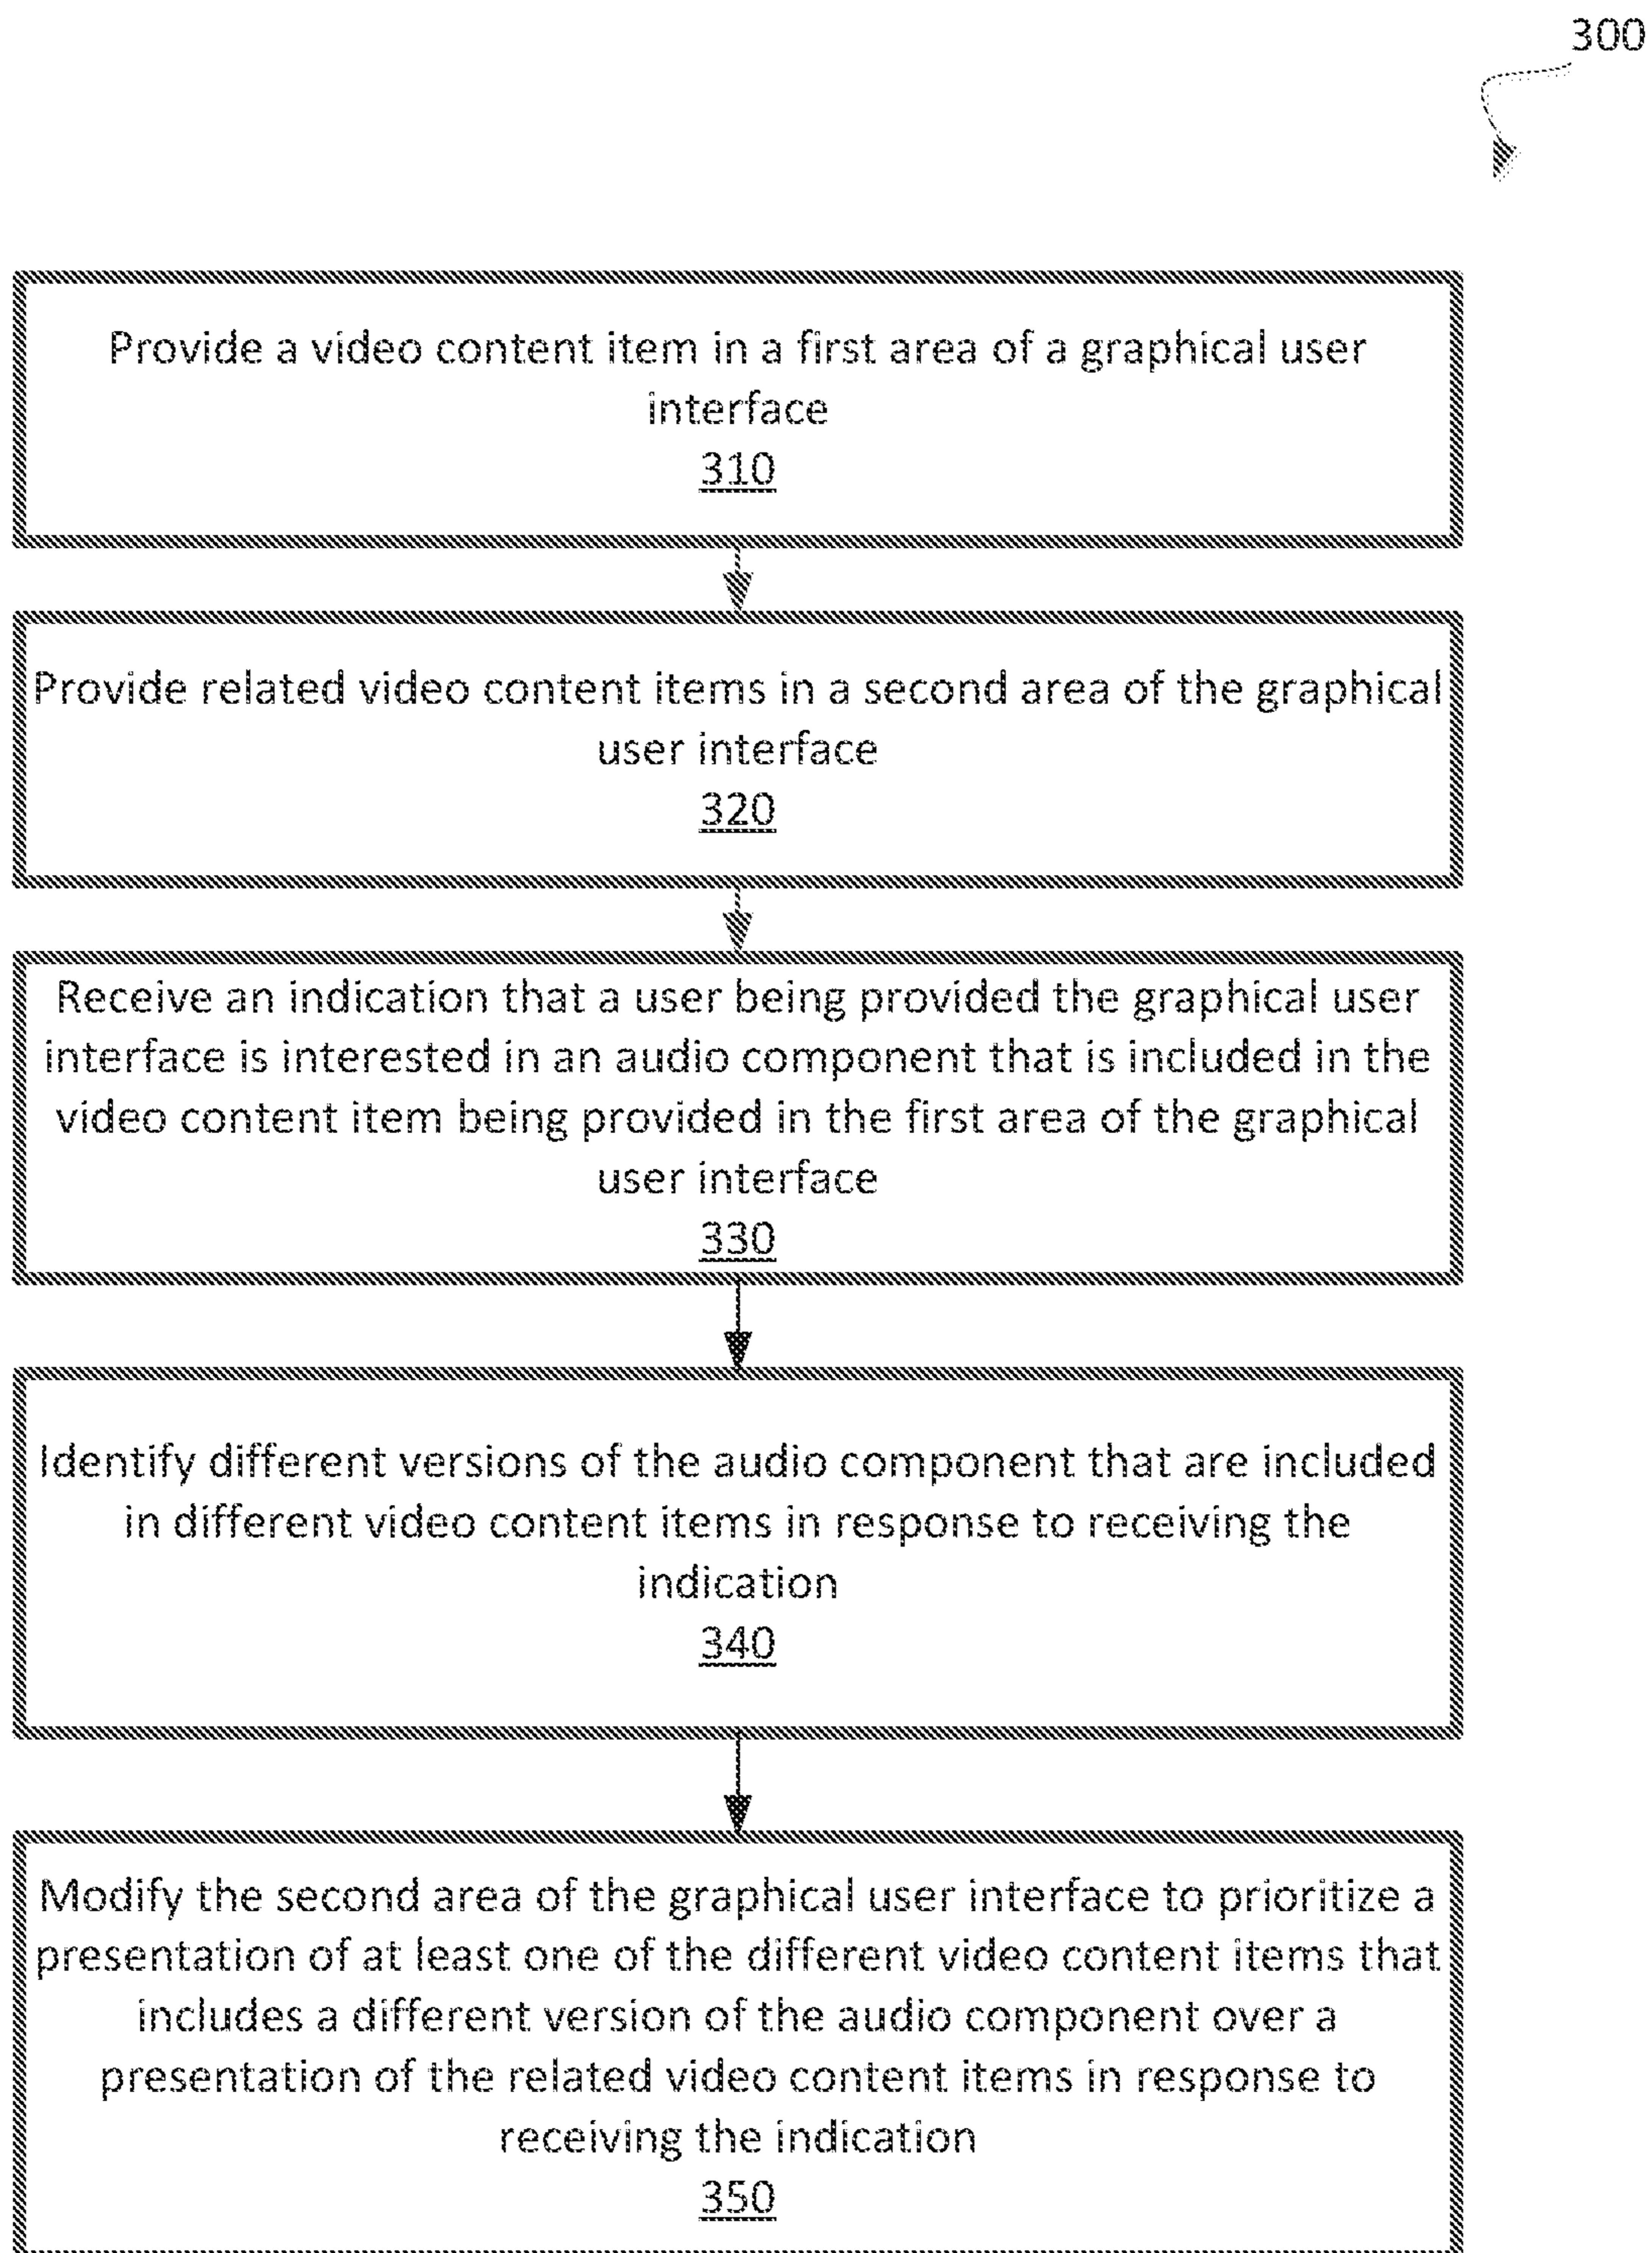 300
Provide a video content item in a first area of a graphical user
interface
310
Provide related video content items in a second area of the graphical
user interface
320
Receive an indication that a user being provided the graphical user
interface is interested in an audio component that is included in the
video content item being provided in the first area of the graphical
user interface
330
Identify different versions of the audio component that are included
in different video content items in response to receiving the
indication
340
Modify the second area of the graphical user interface to prioritize a
presentation of at least one of the different video content items that
includes a different version of the audio component over a
presentation of the related video content items in response to
receiving the indication
350